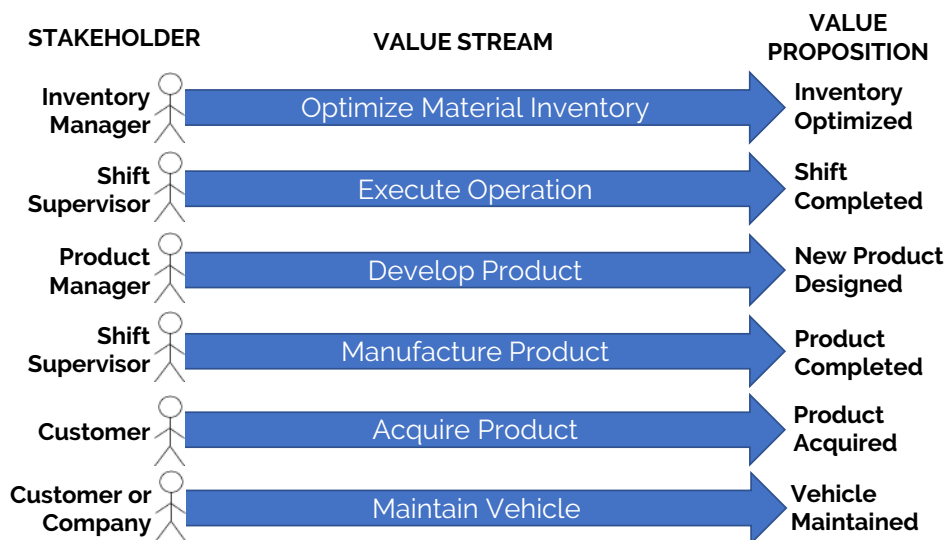 STAKEHOLDER
VALUE STREAM
VALUE
PROPOSITION
Inventory
Manager
Optimize Material Inventory
Inventory
Optimized
Shift
Supervisor
Execute Operation
Shift
Completed
Product
Manager
Develop Product
New Product
Designed
Shift
Supervisor
Manufacture Product
Product
Completed
Customer
Acquire Product
Product
Acquired
Customer or
Company
Maintain Vehicle
Vehicle
Maintained